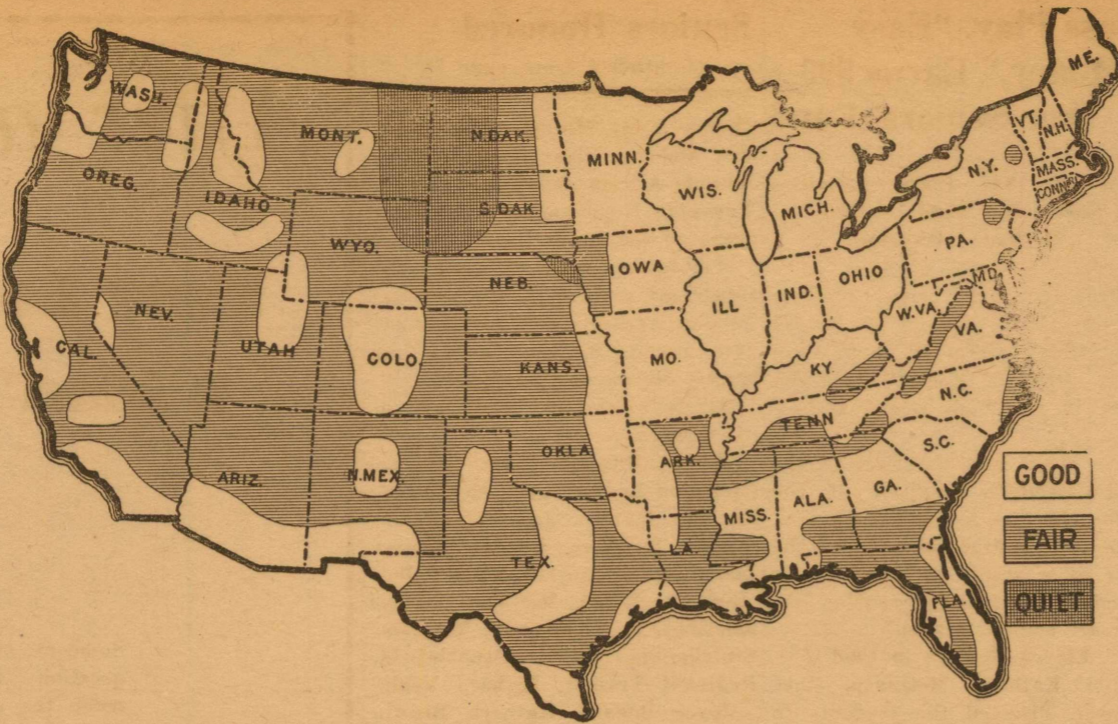 WASH.
MONT.
N.DAK.
MINN.
ME.
VT.
N.H.
OREG.
IDAHO
S.DAK.
WIS.
MICH.
N.Y.
MASS.
CONN.
WYO.
NEB.
IOWA
PA.
NEV.
UTAH
COLO
ILL
IND.
OHIO
MD.
W.VA.
VA.
CAL.
KANS.
MO.
KY.
N.C.
ARIZ.
N.MEX.
OKLA
ARK.
TENN
S.C.
TEX.
LA.
MISS.
ALA.
GA.
FLA.
GOOD
FAIR
QUIET